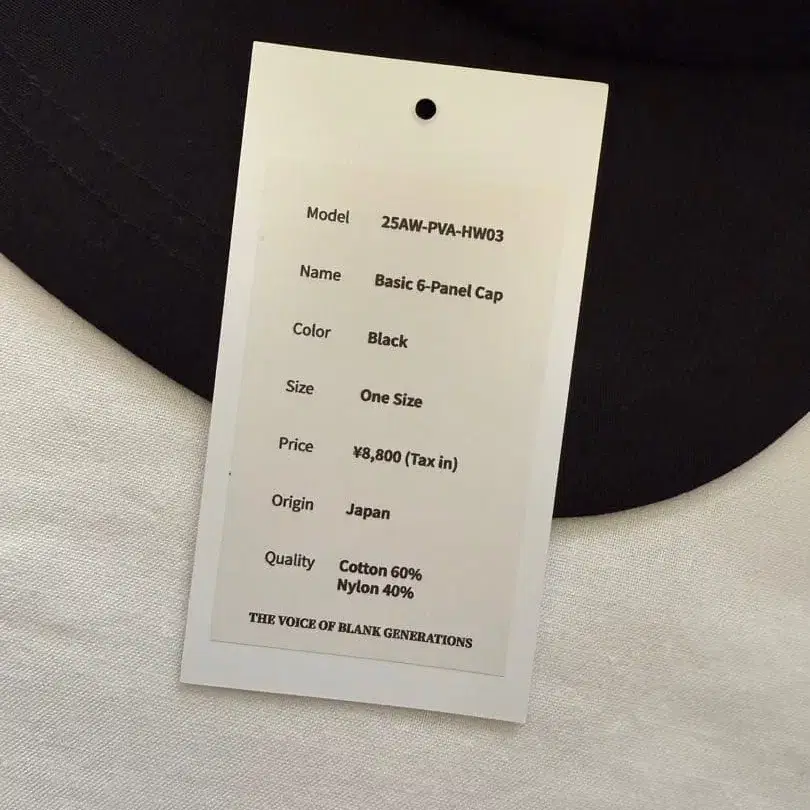 Model 25AW-PVA-HW03
Name Basic 6-Panel Cap
Color Black
Size One Size
Price ¥8,800 (Tax in)
Origin Japan
Quality Cotton 60%
Nylon 40%
THE VOICE OF BLANK GENERATIONS